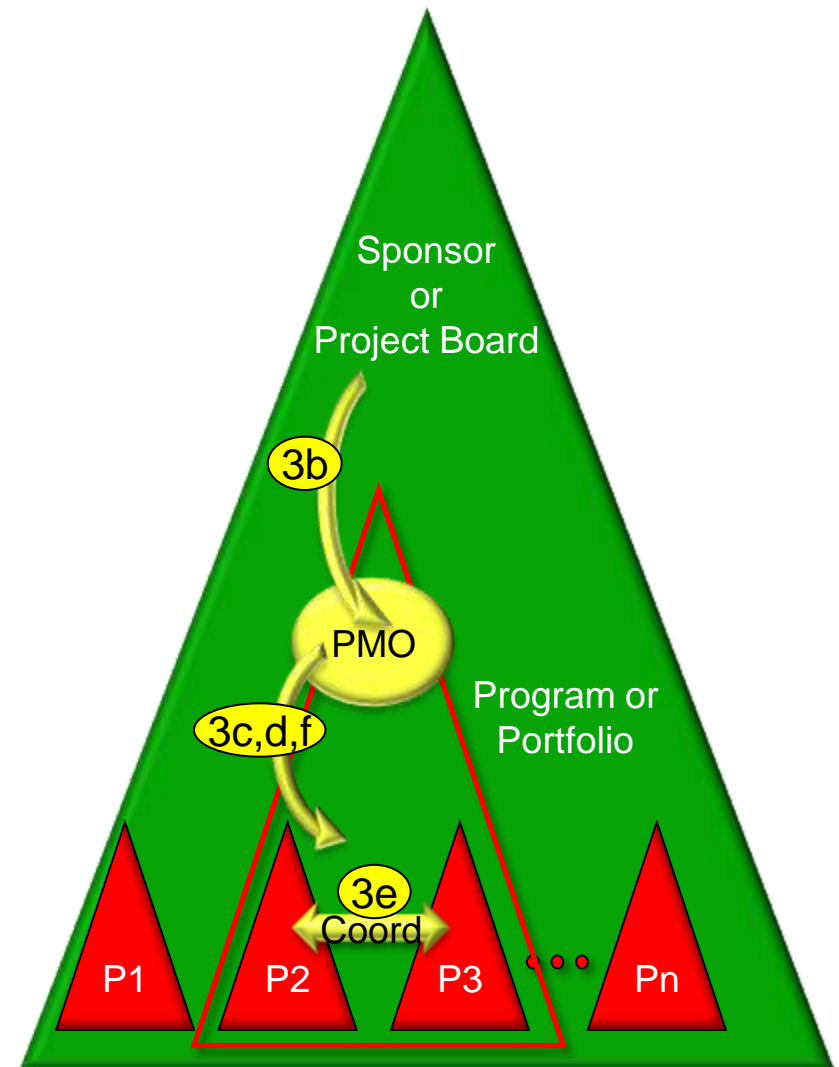 Sponsor
or
Project Board
3b
PMO
Program or
Portfolio
3c,d,f
3e
Coord
P1
P2
P3
Pn